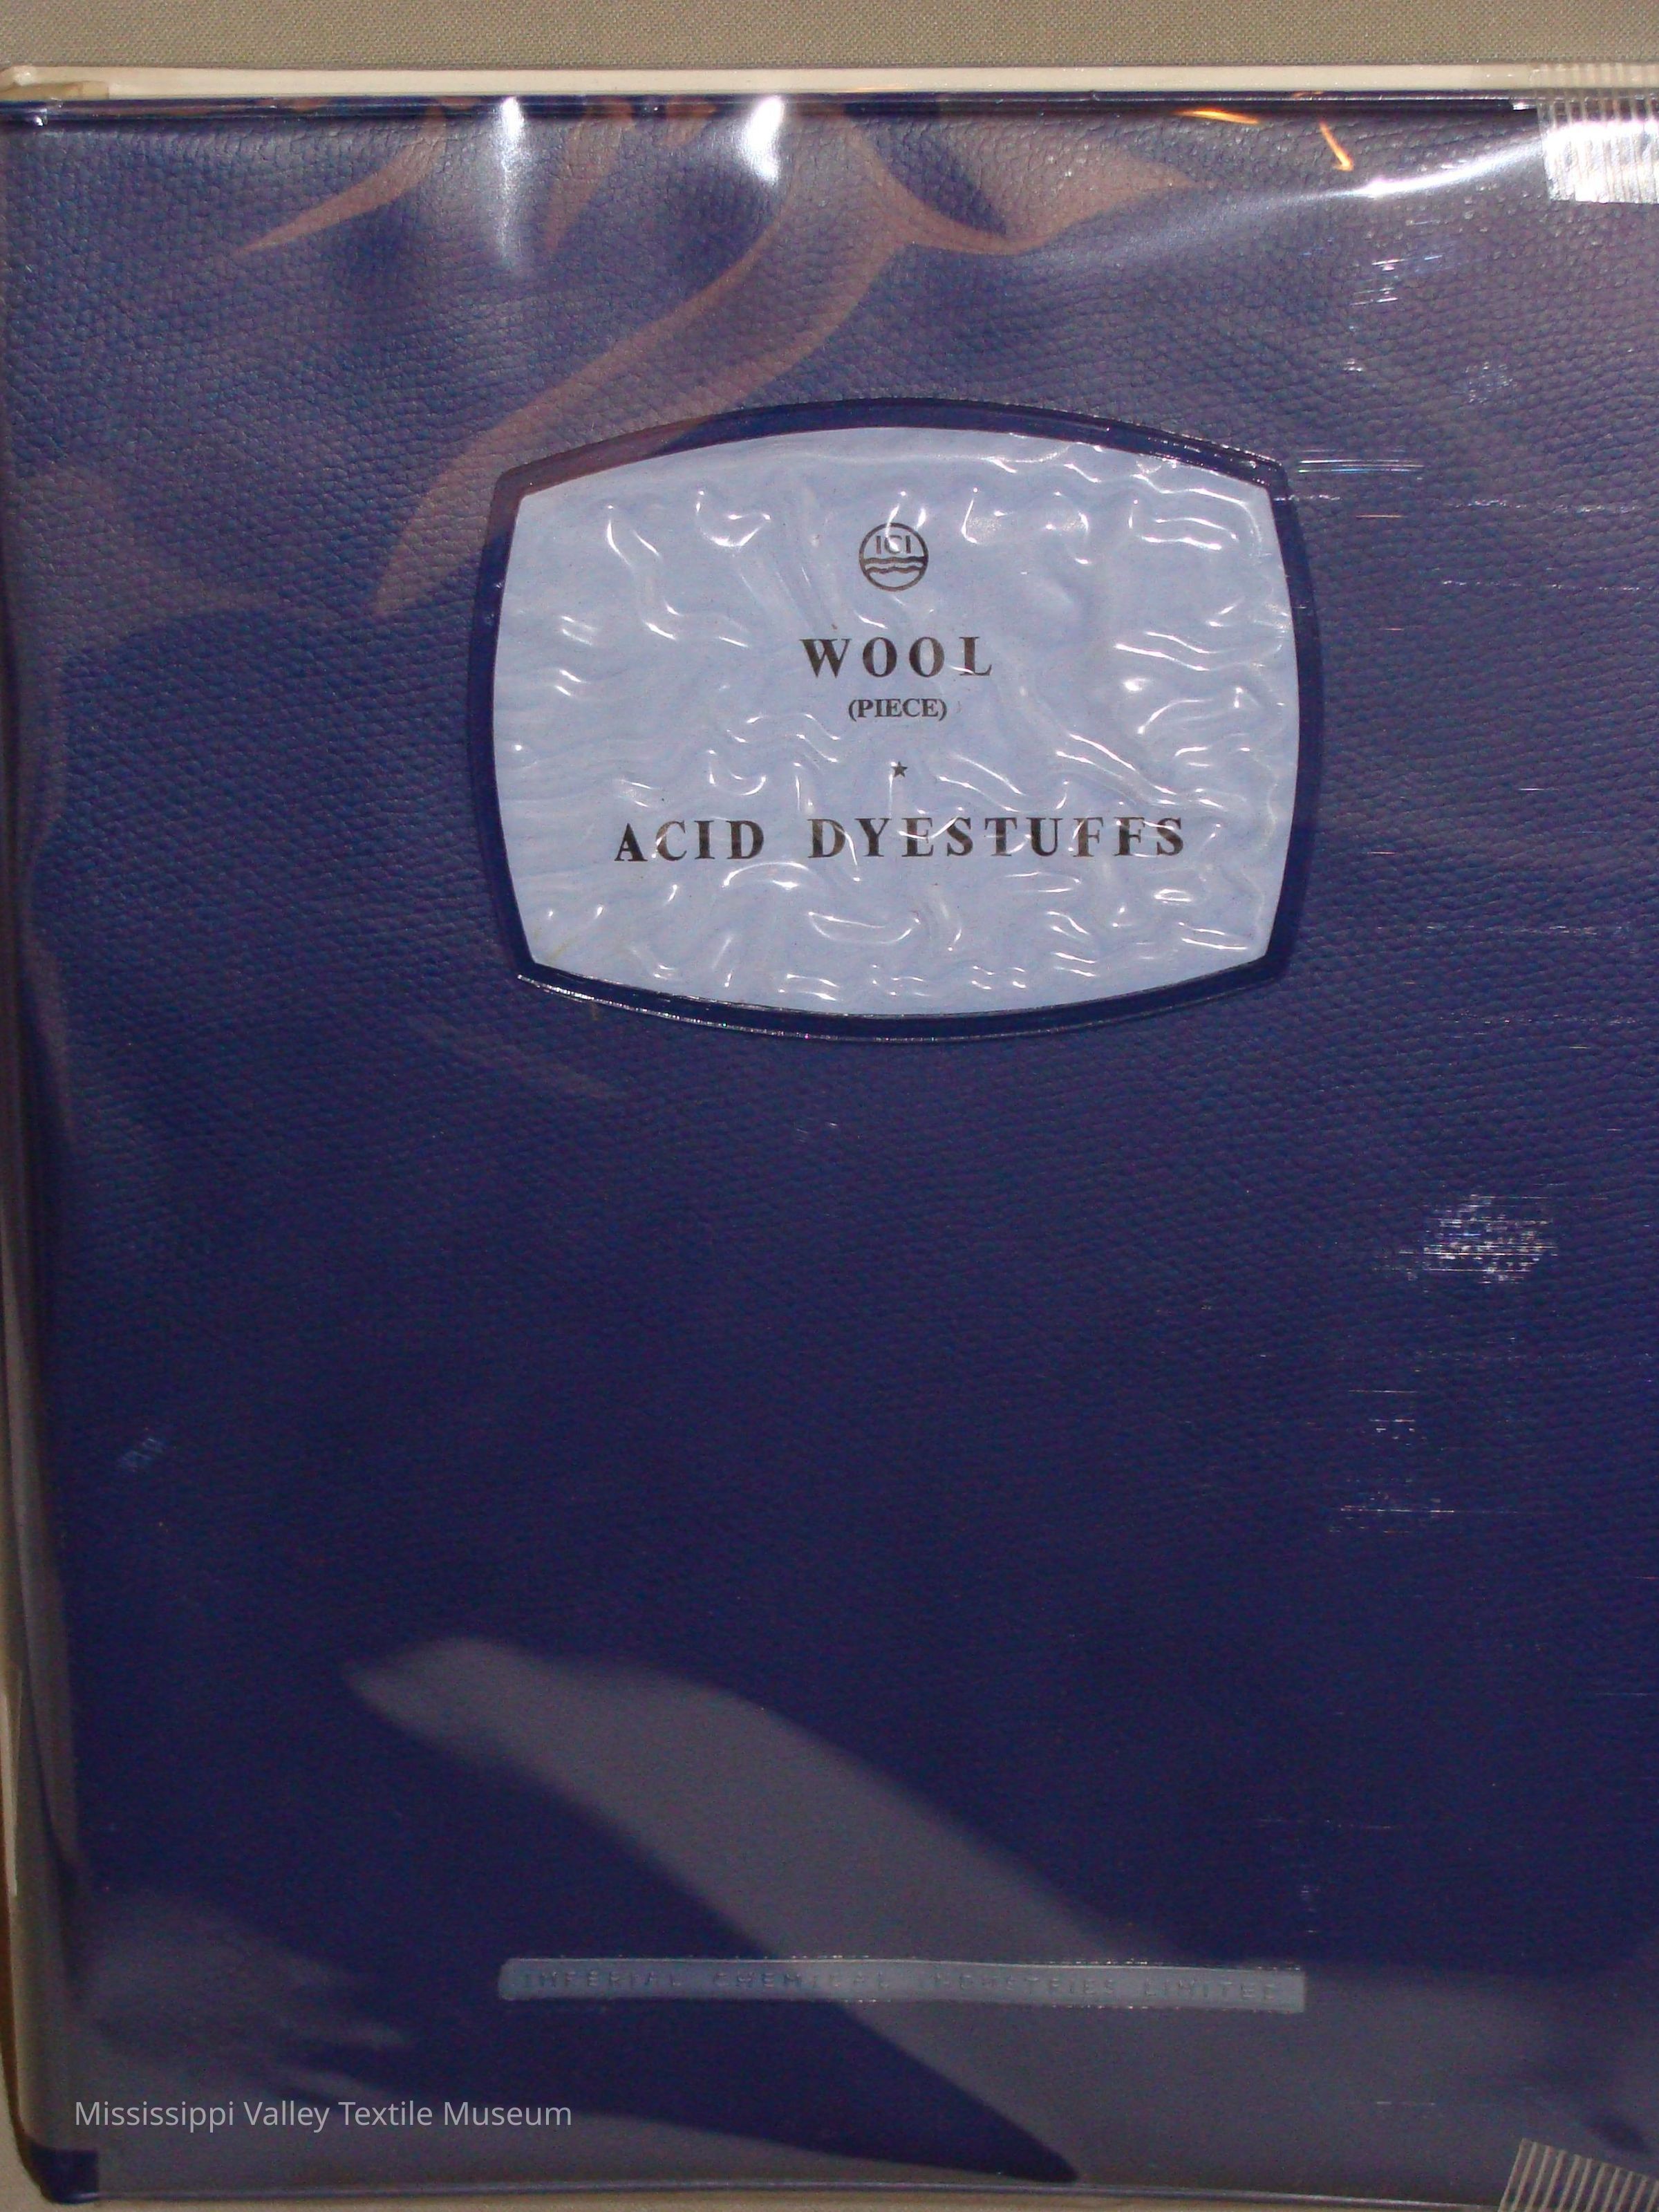 ICI
WOOL
(PIECE)
★
ACID DYESTUFFS
IMPERIAL CHEMICAL INDUSTRIES LIMITED
Mississippi Valley Textile Museum